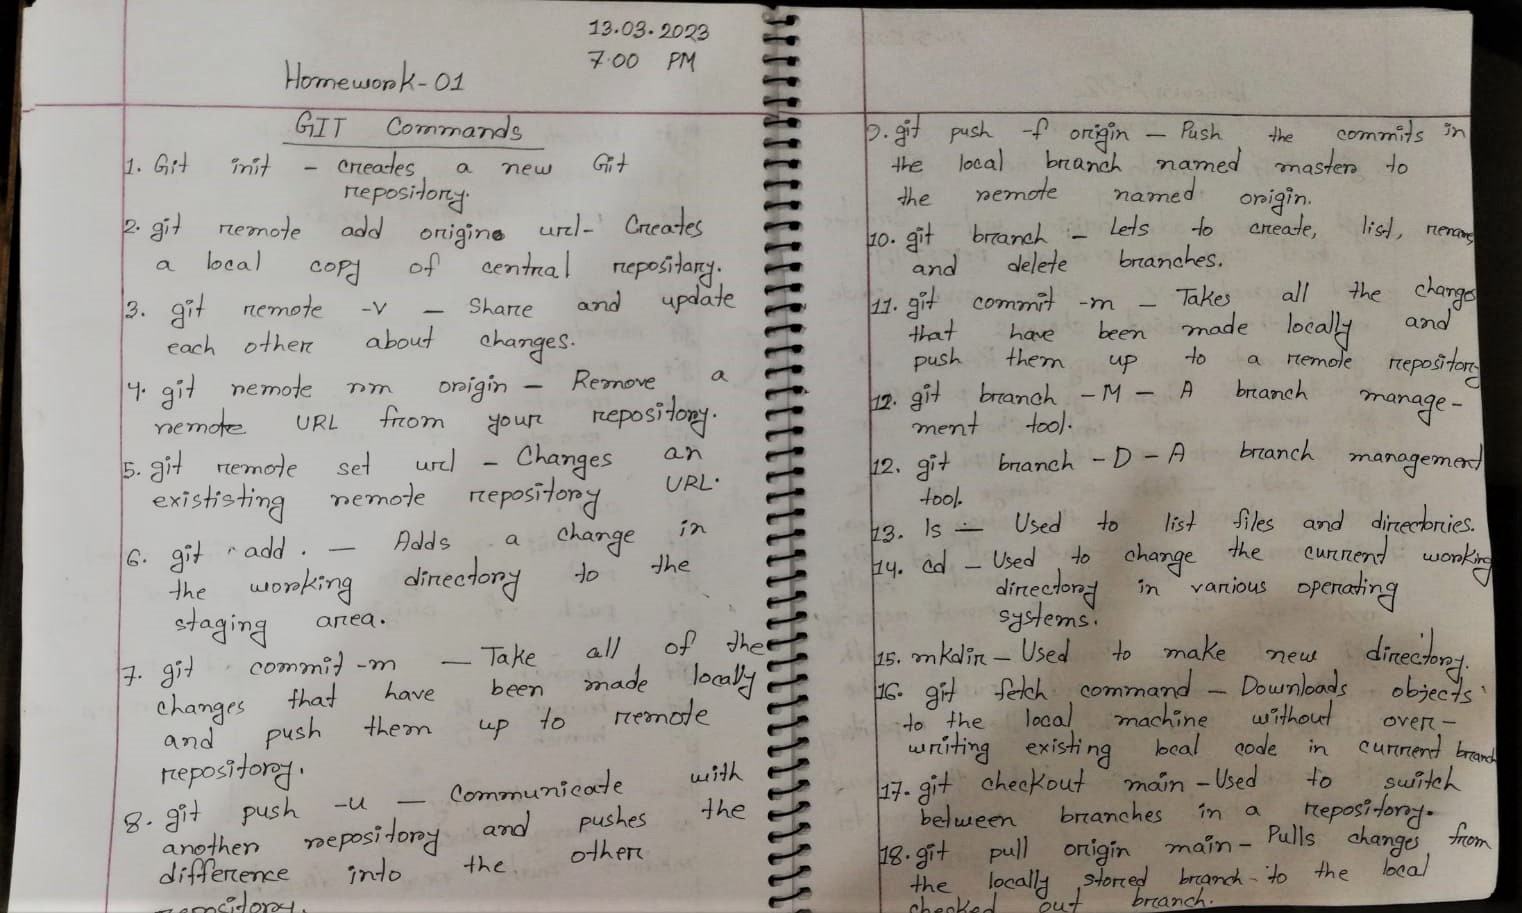 13.03.2023
7.00 PM
Homework-01
GIT Commands
1. Git init - creates a new Git
repository.
2. git remote add origin url- Creates
a local copy of central repository.
3. git remote -v - Share and update
each other about changes.
4. git remote rm origin - Remove a
remote URL from your repository.
5. git remote set url - Changes an
exististing remote repository URL.
6. git add . - Adds a change in
the working directory to the
staging area.
7. git commit -m - Take all of the
changes that have been made locally
and push them up to remote
repository.
8. git push -u - Communicate with
another repository and pushes the
difference into the other
repository.
9. git push -f origin - Push the commits in
the local branch named master to
the remote named origin.
10. git branch - Lets to create, list, rename
and delete branches.
11. git commit -m - Takes all the changes
that have been made locally and
push them up to a remote repository
12. git branch -M - A branch manage-
ment tool.
12. git branch -D - A branch management
tool.
13. ls - Used to list files and directories.
14. cd - Used to change the current working
directory in various operating
systems.
15. mkdir - Used to make new directory.
16. git fetch command - Downloads objects
to the local machine without over-
writing existing local code in current branch
17. git checkout main - Used to switch
between branches in a repository.
18. git pull origin main - Pulls changes from
the locally stored branch to the local
checked out branch.